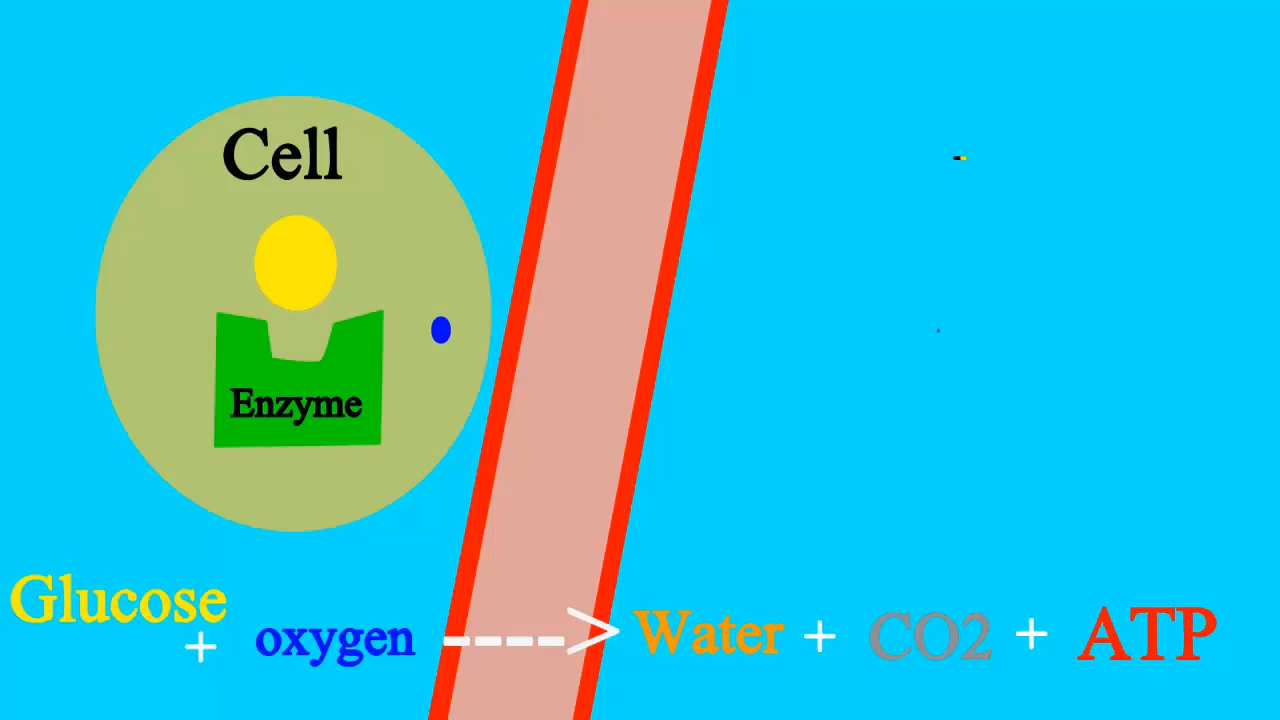 Cell
Enzyme
Glucose + oxygen ----> Water + CO2 + ATP